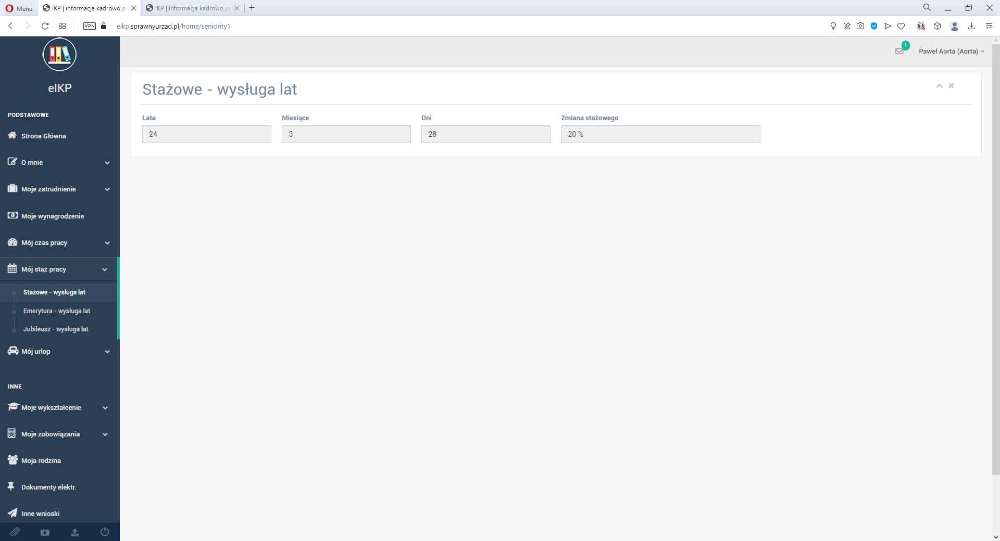 Menu
iKP | informacja kadrowo p
iKP | informacja kadrowo p
VPN
eikp.sprawnyurzad.pl/home/seniority1
!
Paweł Aorta (Aorta)
eIKP
PODSTAWOWE
Strona Główna
O mnie
Moje zatrudnienie
Moje wynagrodzenie
Mój czas pracy
Mój staż pracy
Stażowe - wysługa lat
Emerytura - wysługa lat
Jubileusz - wysługa lat
Mój urlop
INNE
Moje wykształcenie
Moje zobowiązania
Moja rodzina
Dokumenty elektr.
Inne wnioski
Stażowe - wysługa lat
Lata Miesiące Dni Zmiana stażowego
24 3 28 20 %